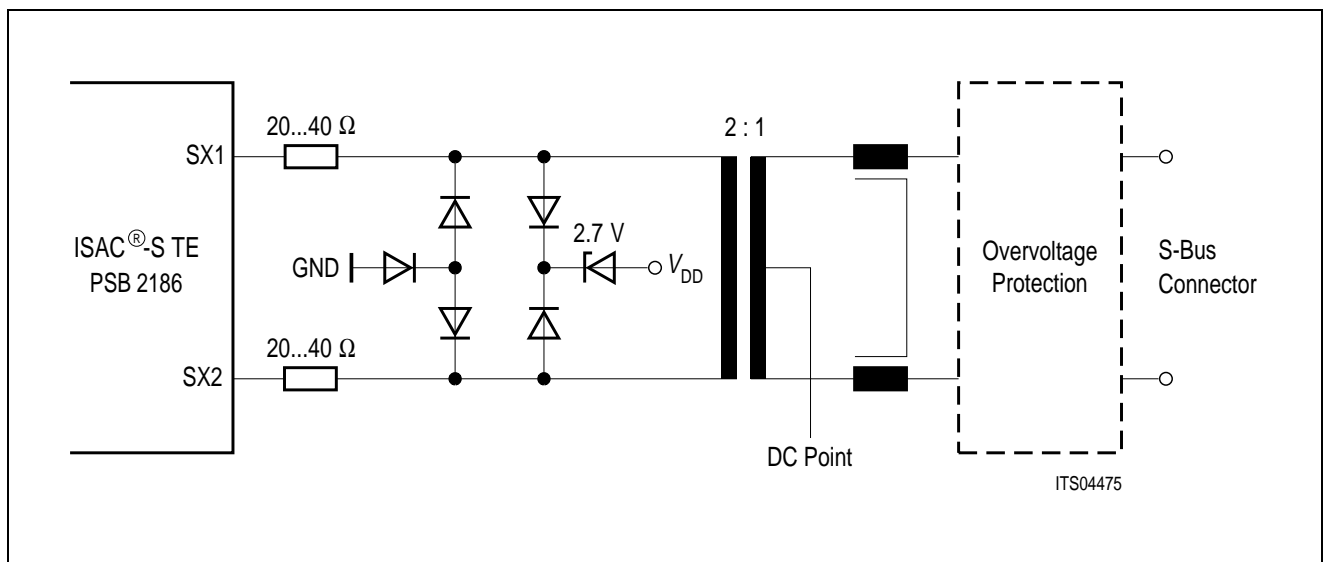 20...40 Ω
2 : 1
SX1
ISAC®-S TE
PSB 2186
GND
2.7 V
VDD
Overvoltage
Protection
S-Bus
Connector
20...40 Ω
SX2
DC Point
ITS04475